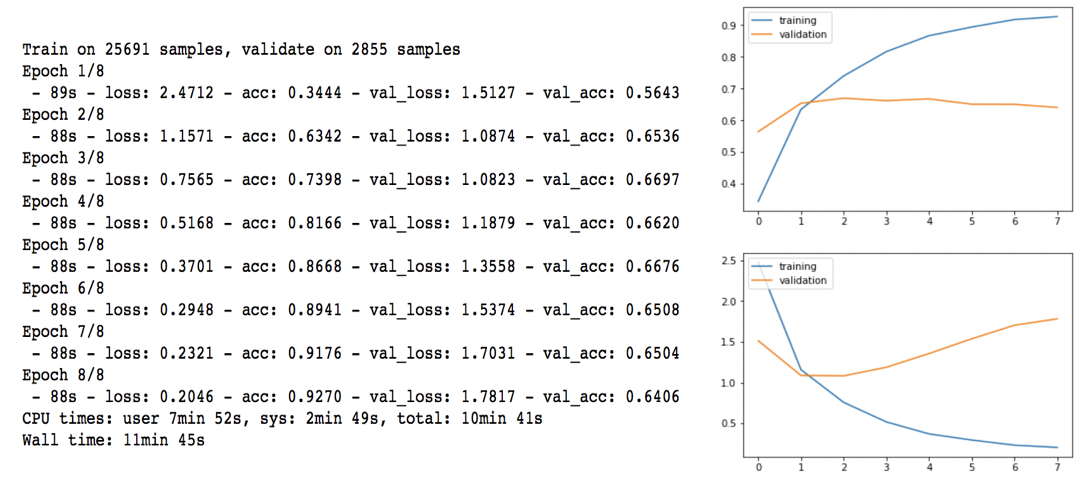 Train on 25691 samples, validate on 2855 samples
Epoch 1/8
- 89s - loss: 2.4712 - acc: 0.3444 - val_loss: 1.5127 - val_acc: 0.5643
Epoch 2/8
- 88s - loss: 1.1571 - acc: 0.6342 - val_loss: 1.0874 - val_acc: 0.6536
Epoch 3/8
- 88s - loss: 0.7565 - acc: 0.7398 - val_loss: 1.0823 - val_acc: 0.6697
Epoch 4/8
- 88s - loss: 0.5168 - acc: 0.8166 - val_loss: 1.1879 - val_acc: 0.6620
Epoch 5/8
- 88s - loss: 0.3701 - acc: 0.8668 - val_loss: 1.3558 - val_acc: 0.6676
Epoch 6/8
- 88s - loss: 0.2948 - acc: 0.8941 - val_loss: 1.5374 - val_acc: 0.6508
Epoch 7/8
- 88s - loss: 0.2321 - acc: 0.9176 - val_loss: 1.7031 - val_acc: 0.6504
Epoch 8/8
- 88s - loss: 0.2046 - acc: 0.9270 - val_loss: 1.7817 - val_acc: 0.6406
CPU times: user 7min 52s, sys: 2min 49s, total: 10min 41s
Wall time: 11min 45s
training
validation
0.9
0.8
0.7
0.6
0.5
0.4
0 1 2 3 4 5 6 7
training
validation
2.5
2.0
1.5
1.0
0.5
0 1 2 3 4 5 6 7